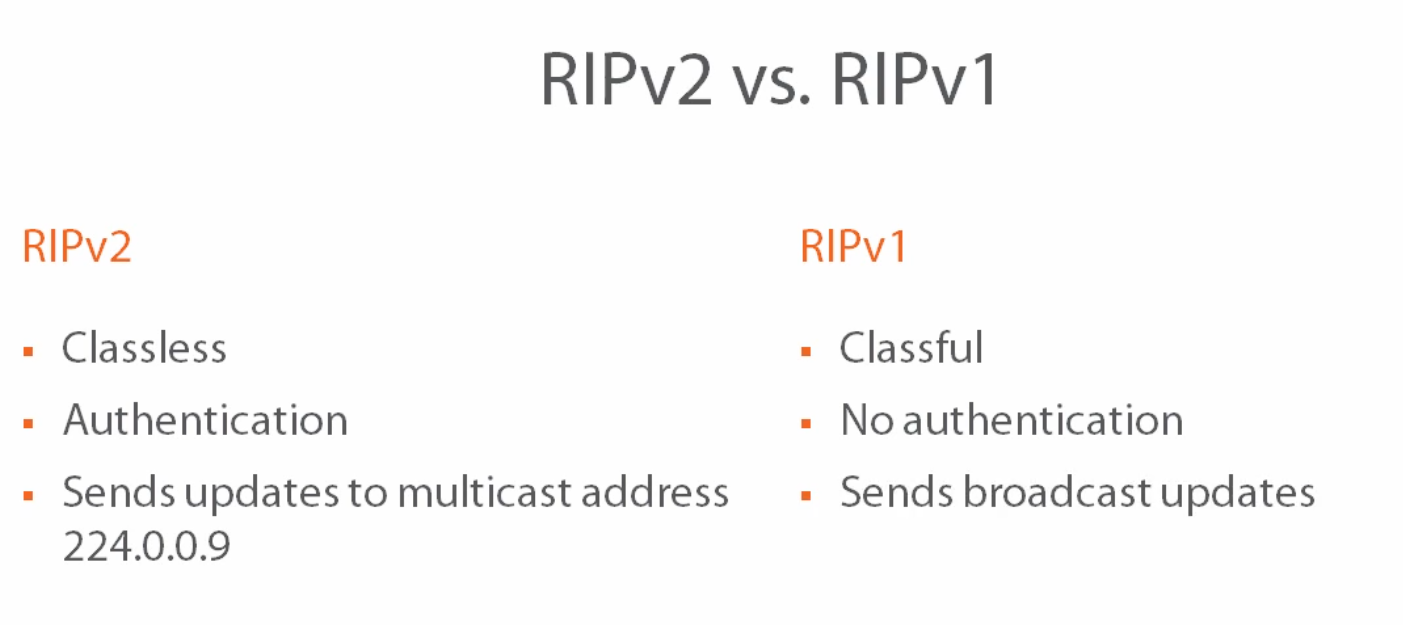 RIPv2 vs. RIPv1
RIPv2
▪ Classless
▪ Authentication
▪ Sends updates to multicast address
224.0.0.9
RIPv1
▪ Classful
▪ No authentication
▪ Sends broadcast updates